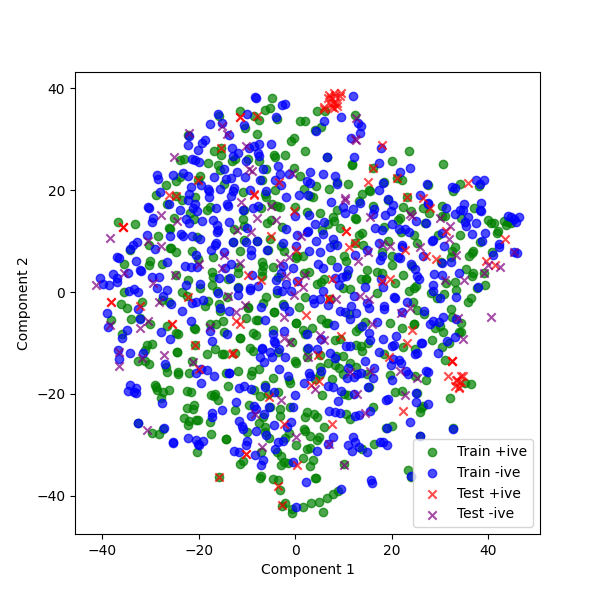 40
20
0
−20
−40
Component 2
−40
−20
0
20
40
Component 1
Train +ive
Train -ive
Test +ive
Test -ive